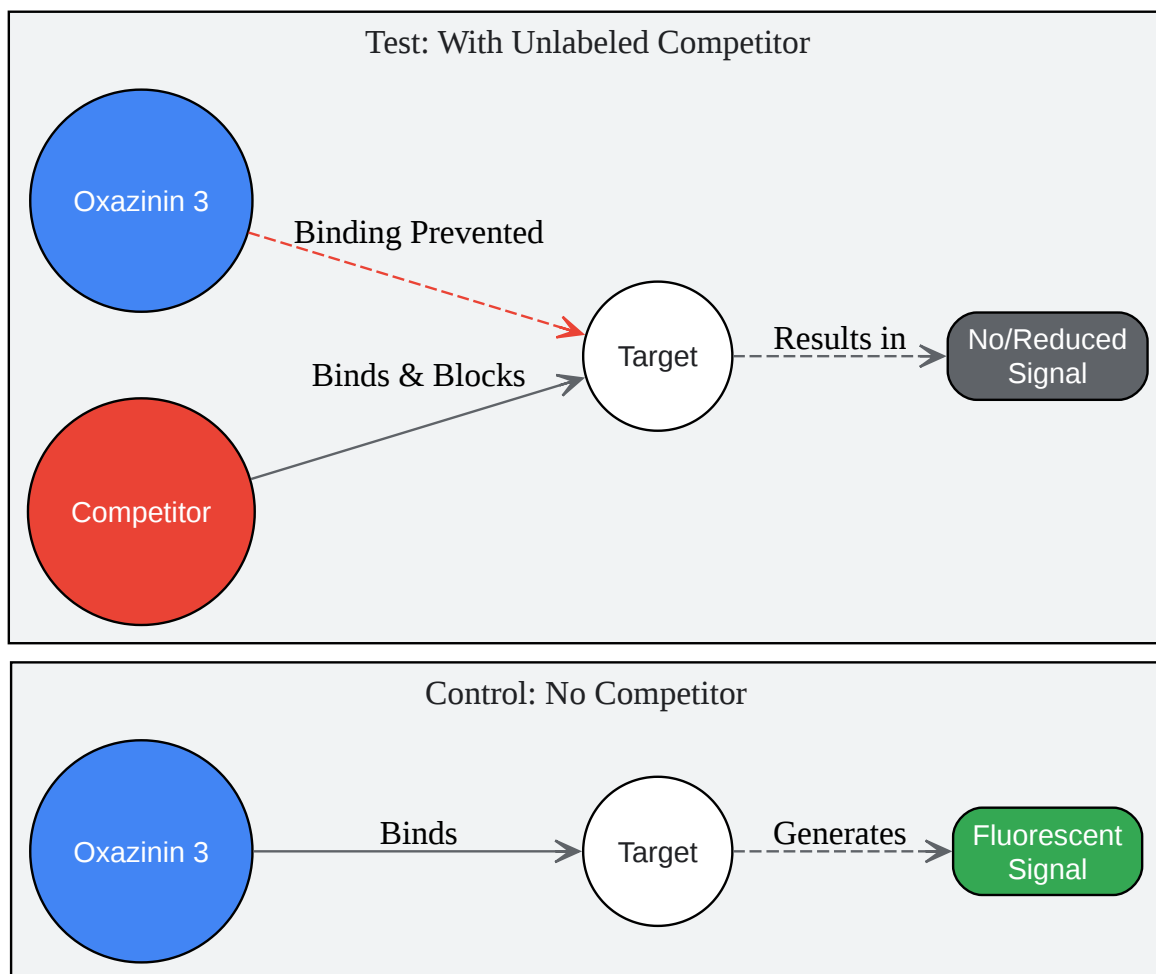 Test: With Unlabeled Competitor
Oxazinin 3
Binding Prevented
Target
Results in
No/Reduced
Signal
Binds & Blocks
Competitor
Control: No Competitor
Oxazinin 3
Binds
Target
Generates
Fluorescent
Signal